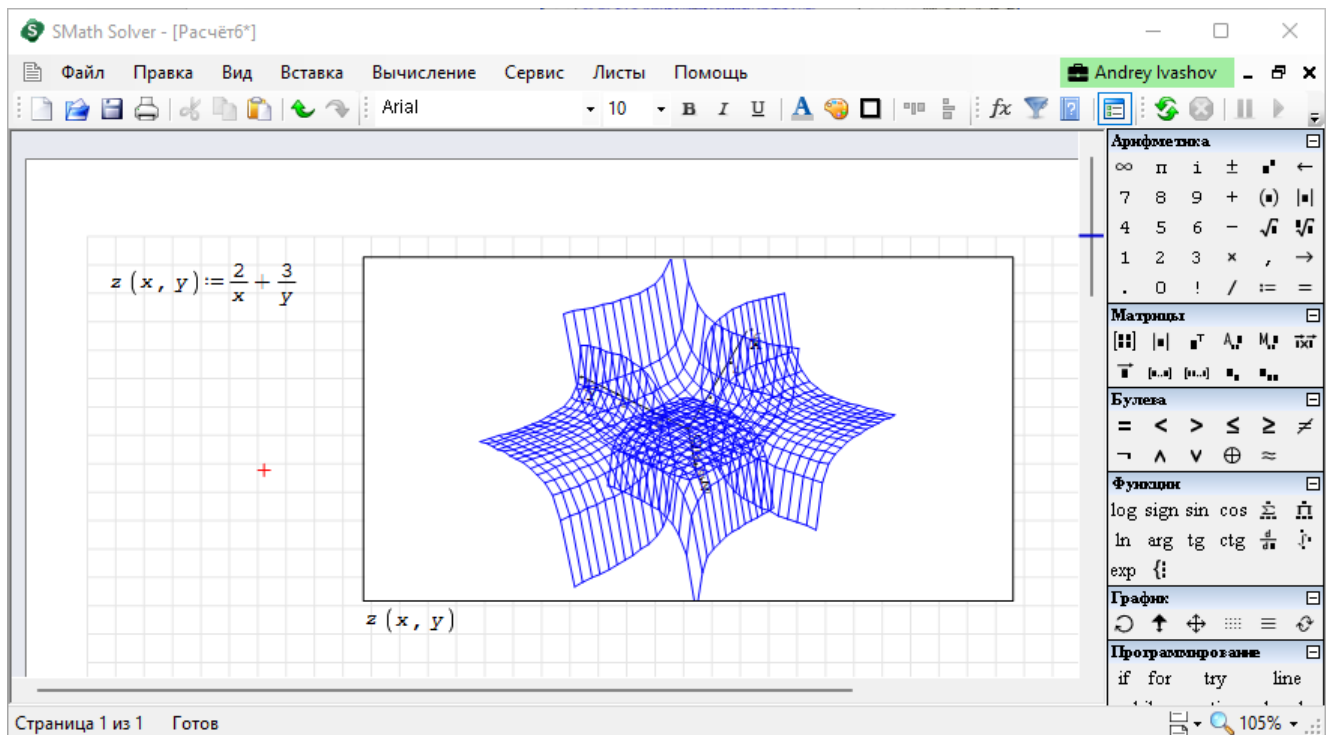 SMath Solver - [Расчёт6*]
Файл Правка Вид Вставка Вычисление Сервис Листы Помощь Andrey Ivashov
Arial 10 B I U A fx
z(x, y):=2/x+3/y
x
y
z
z(x, y)
Арифметика
∞ π i ± ←
7 8 9 + (■) |■|
4 5 6 − √ √
1 2 3 × , →
. 0 ! / := =
Матрицы
[■] |■| ■T A M
Булева
= < > ≤ ≥ ≠
¬ ∧ ∨ ⊕ ≈
Функции
log sign sin cos Σ Π
ln arg tg ctg d/d■ ∫
exp {
График
Программирование
if for try line
Страница 1 из 1 Готов 105%